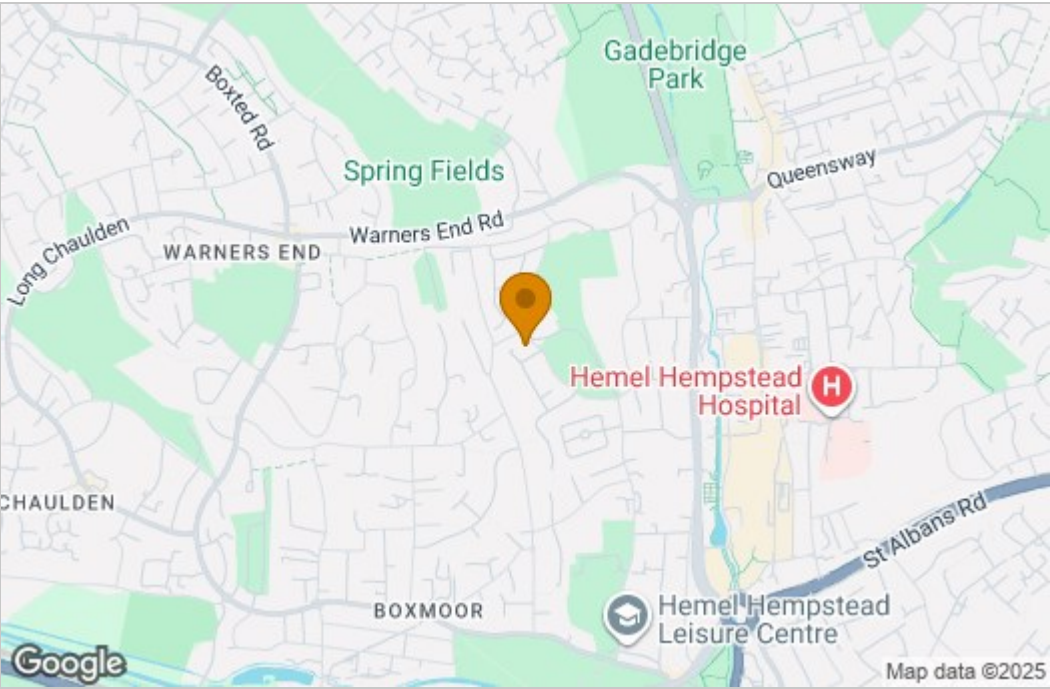 Gadebridge
Park
Boxted Rd
Queensway
Spring Fields
Long Chaulden
Warners End Rd
WARNERS END
Hemel Hempstead
Hospital
H
CHAULDEN
St Albans Rd
BOXMOOR
Hemel Hempstead
Leisure Centre
Google
Map data ©2025